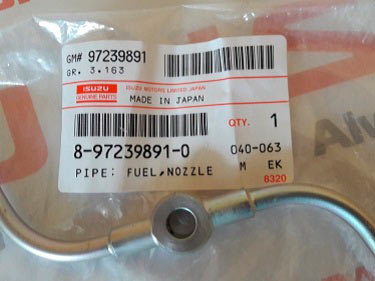 GM# 97239891
GR. 3.163
ISUZU
GENUINE PARTS
ISUZU MOTORS LIMITED JAPAN
MADE IN JAPAN
QTY. 1
8-97239891-0
040-063
PIPE: FUEL,NOZZLE
M EK
8320